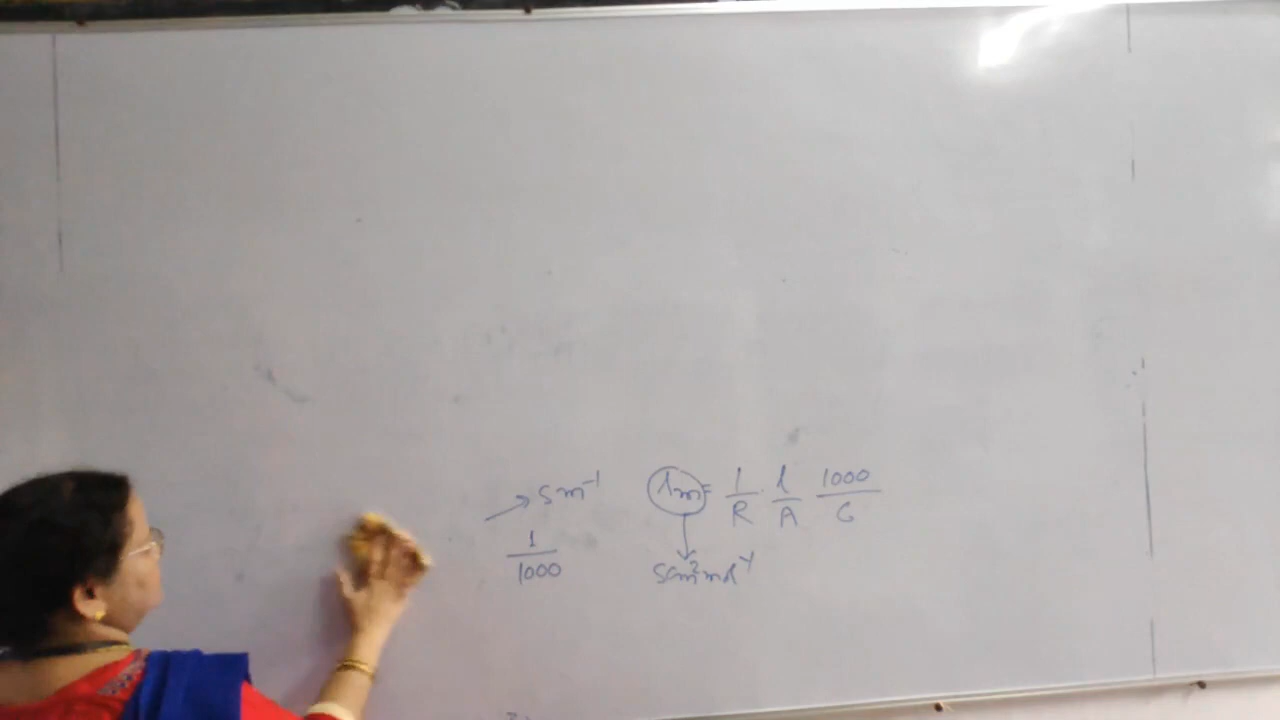 → Sm⁻¹ λm = 1/R · l/A 1000/C
1/1000 Scm²mol⁻¹